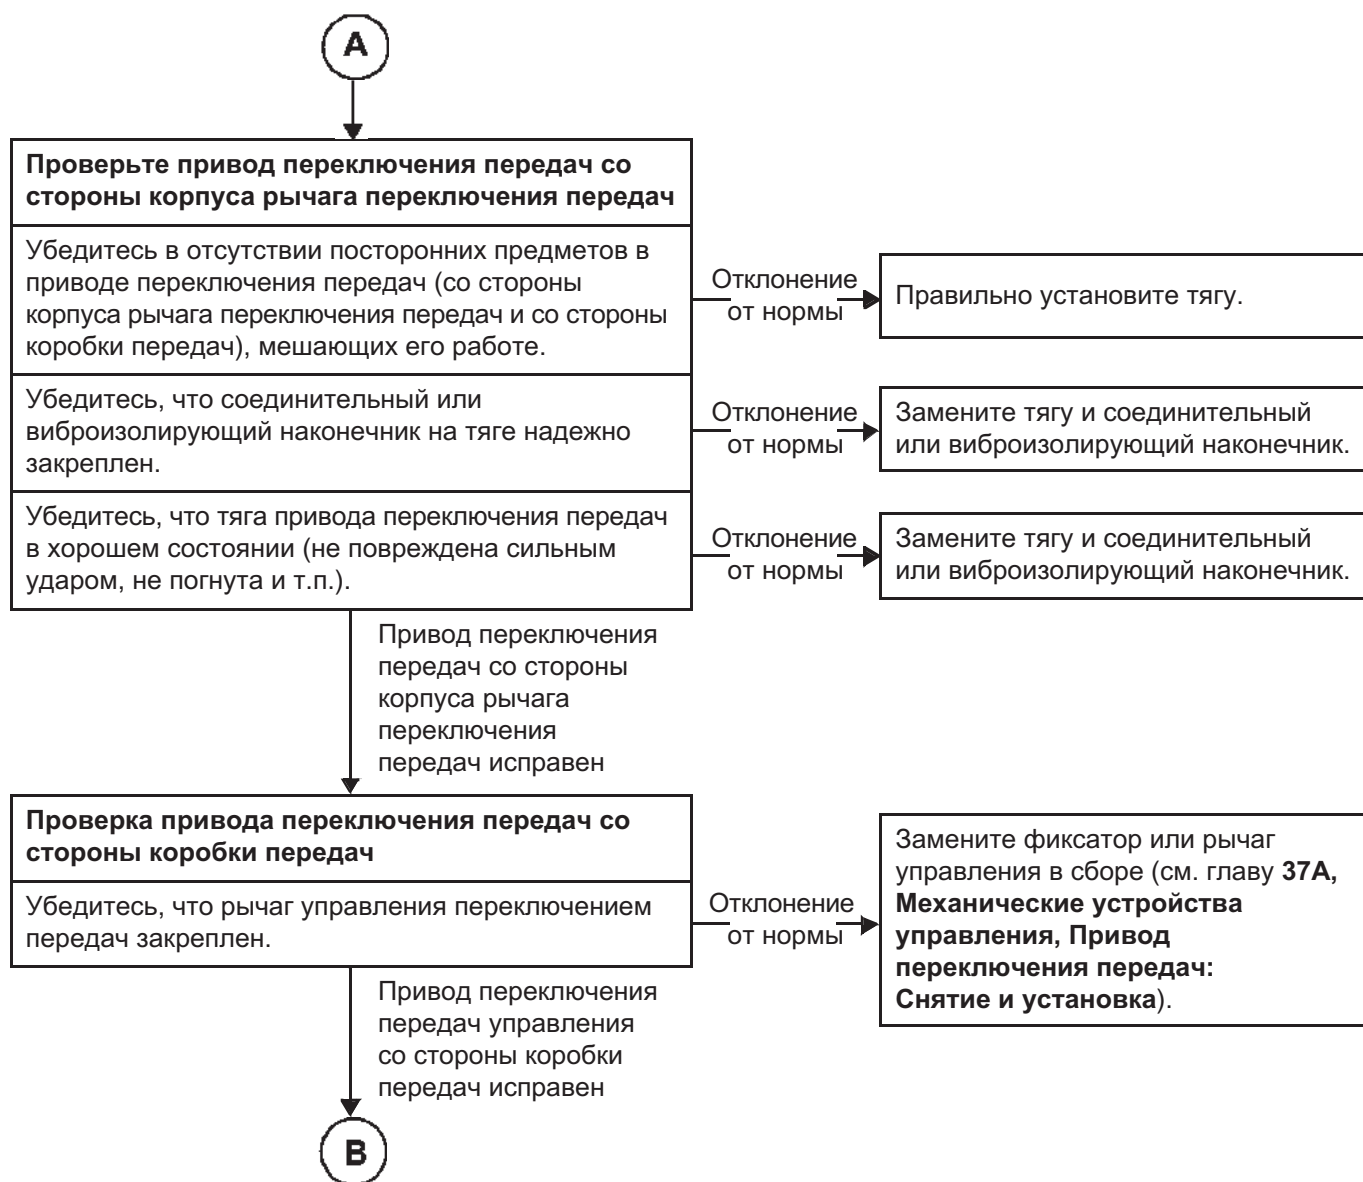 A
Проверьте привод переключения передач со
стороны корпуса рычага переключения передач
Убедитесь в отсутствии посторонних предметов в
приводе переключения передач (со стороны
корпуса рычага переключения передач и со стороны
коробки передач), мешающих его работе.
Отклонение
от нормы
Правильно установите тягу.
Убедитесь, что соединительный или
виброизолирующий наконечник на тяге надежно
закреплен.
Отклонение
от нормы
Замените тягу и соединительный
или виброизолирующий наконечник.
Убедитесь, что тяга привода переключения передач
в хорошем состоянии (не повреждена сильным
ударом, не погнута и т.п.).
Отклонение
от нормы
Замените тягу и соединительный
или виброизолирующий наконечник.
Привод переключения
передач со стороны
корпуса рычага
переключения
передач исправен
Проверка привода переключения передач со
стороны коробки передач
Убедитесь, что рычаг управления переключением
передач закреплен.
Отклонение
от нормы
Замените фиксатор или рычаг
управления в сборе (см. главу 37A,
Механические устройства
управления, Привод
переключения передач:
Снятие и установка).
Привод переключения
передач управления
со стороны коробки
передач исправен
B